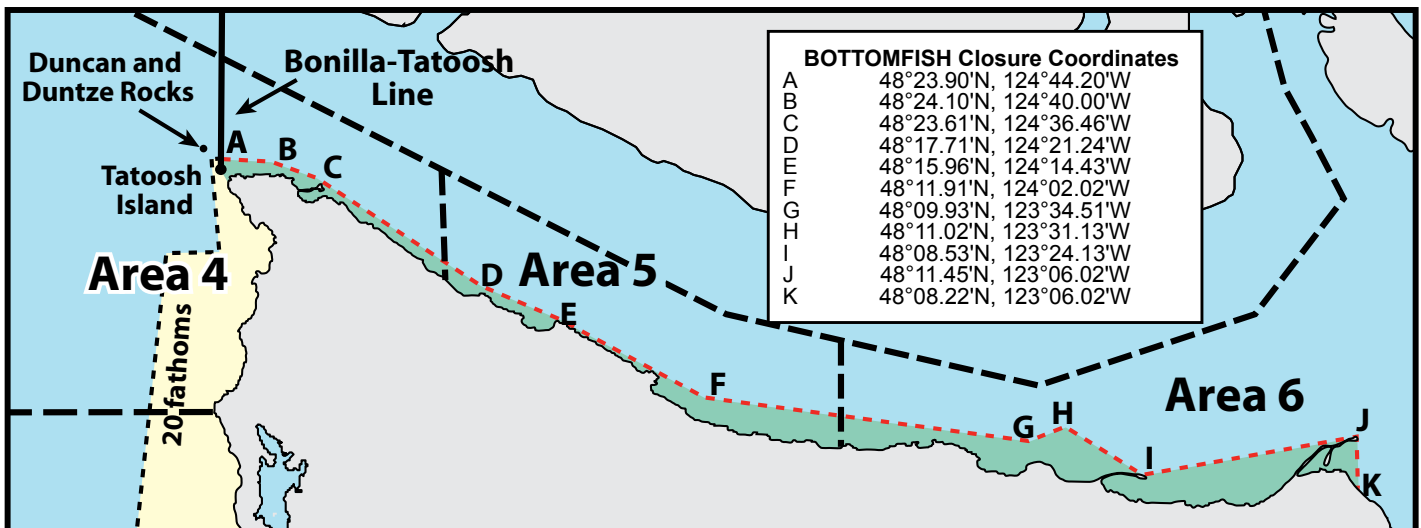 Duncan and
Duntze Rocks
Bonilla-Tatoosh
Line
Tatoosh
Island
Area 4
20 fathoms
A
B
C
D
Area 5
E
F
G
H
I
Area 6
J
K
BOTTOMFISH Closure Coordinates
A 48°23.90'N, 124°44.20'W
B 48°24.10'N, 124°40.00'W
C 48°23.61'N, 124°36.46'W
D 48°17.71'N, 124°21.24'W
E 48°15.96'N, 124°14.43'W
F 48°11.91'N, 124°02.02'W
G 48°09.93'N, 123°34.51'W
H 48°11.02'N, 123°31.13'W
I 48°08.53'N, 123°24.13'W
J 48°11.45'N, 123°06.02'W
K 48°08.22'N, 123°06.02'W